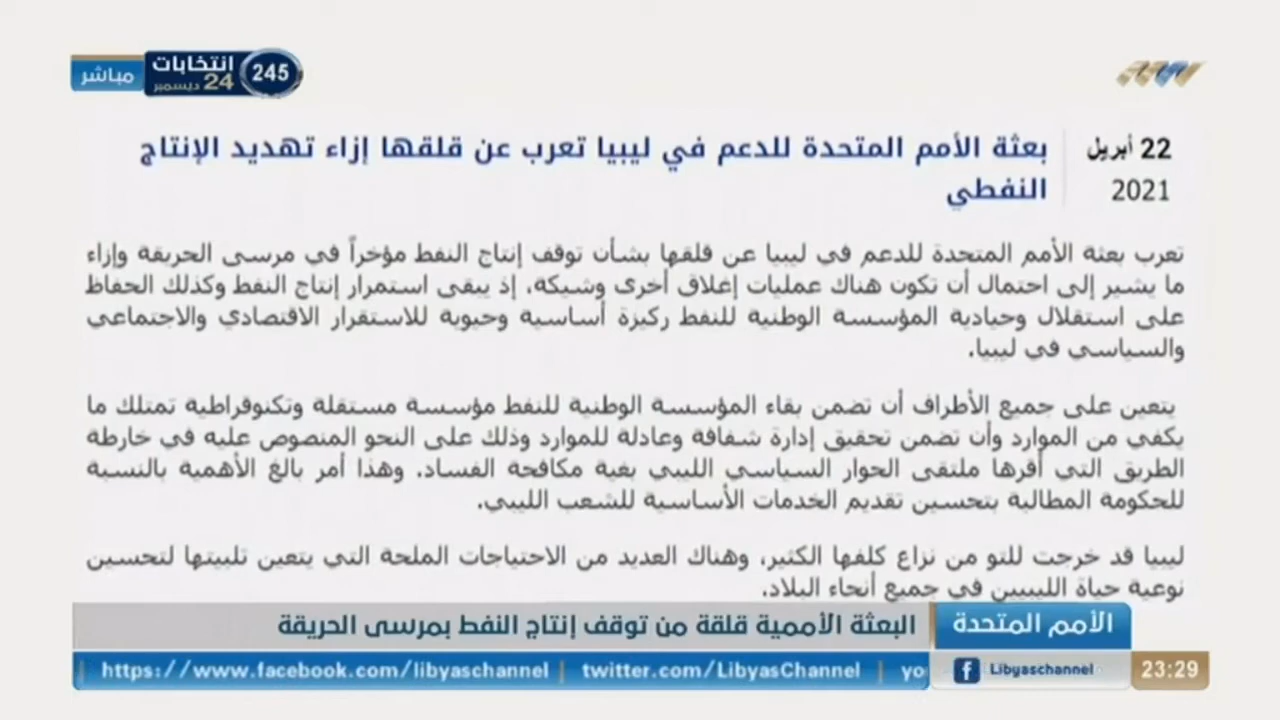 مباشر
انتخابات
24 ديسمبر
245
22 أبريل
2021
بعثة الأمم المتحدة للدعم في ليبيا تعرب عن قلقها إزاء تهديد الإنتاج
النفطي
تعرب بعثة الأمم المتحدة للدعم في ليبيا عن قلقها بشأن توقف إنتاج النفط مؤخراً في مرسى الحريقة وإزاء
ما يشير إلى احتمال أن تكون هناك عمليات إغلاق أخرى وشيكة، إذ يبقى استمرار إنتاج النفط وكذلك الحفاظ
على استقلال وحيادية المؤسسة الوطنية للنفط ركيزة أساسية وحيوية للاستقرار الاقتصادي والاجتماعي
والسياسي في ليبيا.
يتعين على جميع الأطراف أن تضمن بقاء المؤسسة الوطنية للنفط مؤسسة مستقلة وتكنوقراطية تمتلك ما
يكفي من الموارد وأن تضمن تحقيق إدارة شفافة وعادلة للموارد وذلك على النحو المنصوص عليه في خارطة
الطريق التي أقرها ملتقى الحوار السياسي الليبي بغية مكافحة الفساد. وهذا أمر بالغ الأهمية بالنسبة
للحكومة المطالبة بتحسين تقديم الخدمات الأساسية للشعب الليبي.
ليبيا قد خرجت للتو من نزاع كلفها الكثير، وهناك العديد من الاحتياجات الملحة التي يتعين تلبيتها لتحسين
نوعية حياة الليبيين في جميع أنحاء البلاد.
الأمم المتحدة
البعثة الأممية قلقة من توقف إنتاج النفط بمرسى الحريقة
https://www.facebook.com/libyaschannel | twitter.com/LibyasChannel | yo
Libyaschannel
23:29